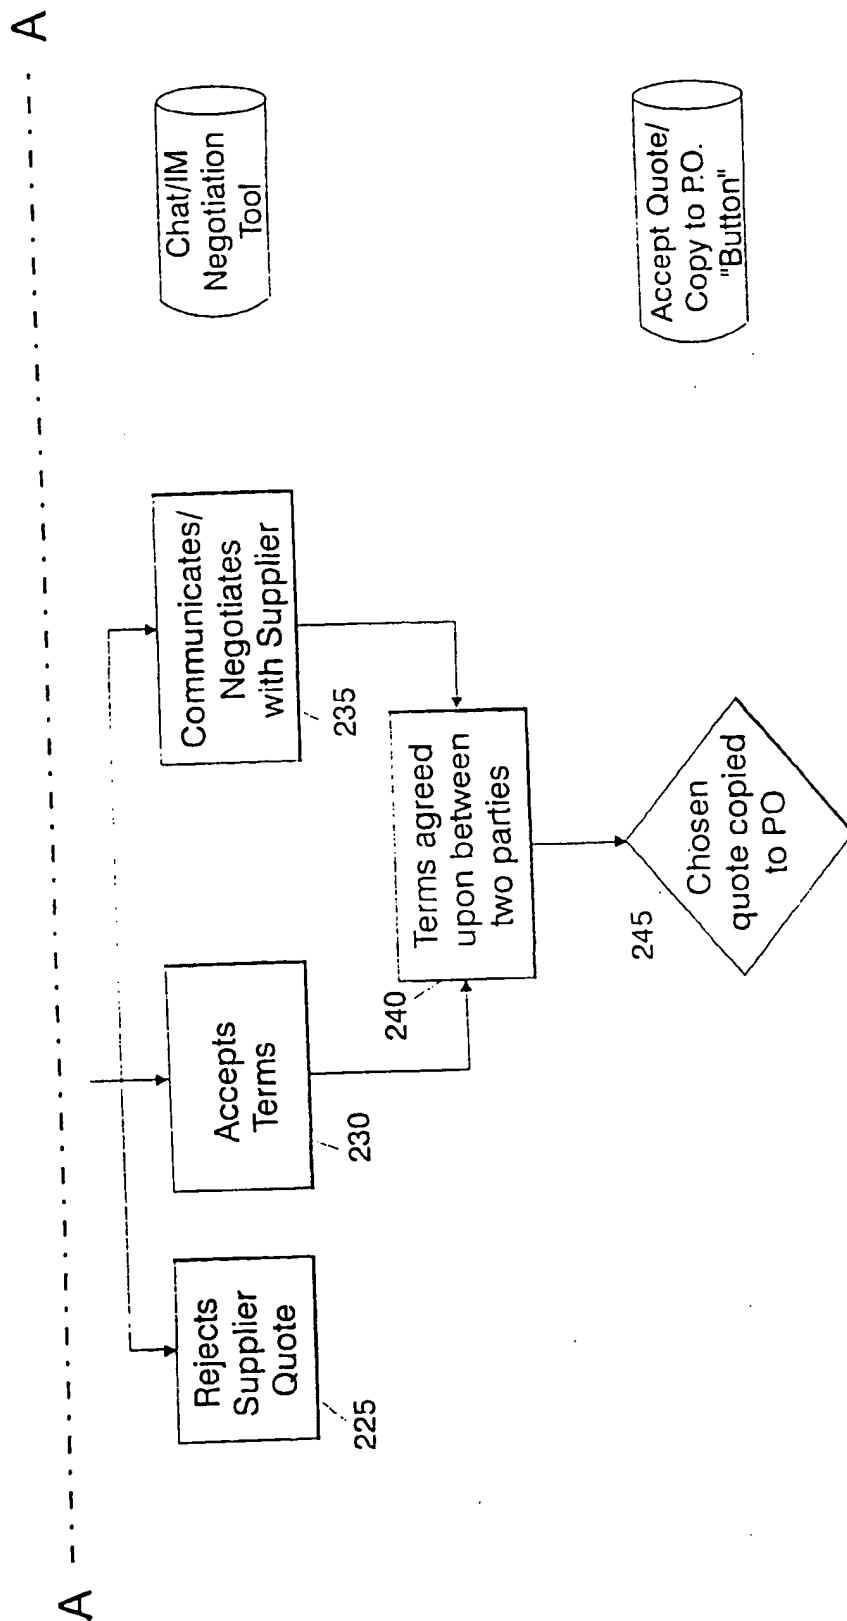 A
A
Rejects
Supplier
Quote
225
Accepts
Terms
230
Communicates/
Negotiates
with Supplier
235
Chat/IM
Negotiation
Tool
240
Terms agreed
upon between
two parties
245
Chosen
quote copied
to PO
Accept Quote/
Copy to P.O.
"Button"